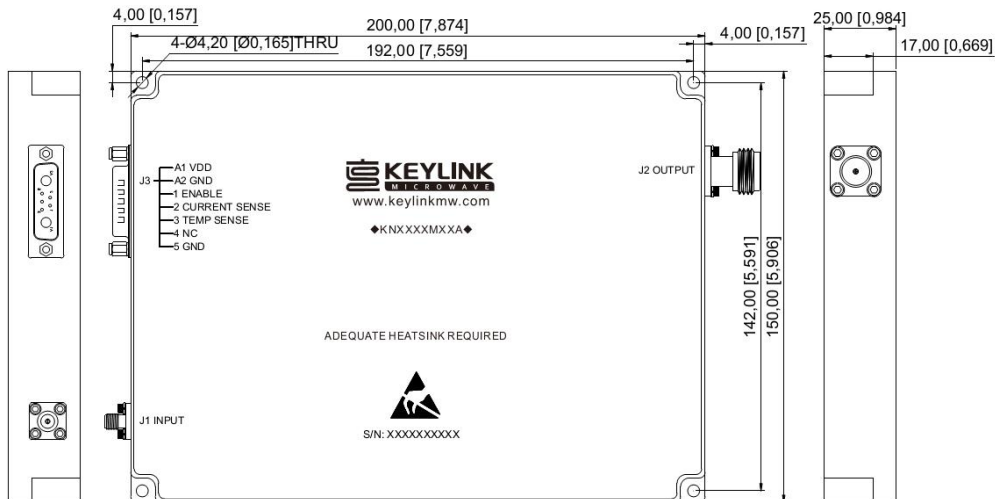 4,00 [0,157]
200,00 [7,874]
25,00 [0,984]
4-Ø4,20 [Ø0,165]THRU
192,00 [7,559]
4,00 [0,157]
17,00 [0,669]
J3
A1 VDD
A2 GND
1 ENABLE
2 CURRENT SENSE
3 TEMP SENSE
4 NC
5 GND
KEYLINK
MICROWAVE
www.keylinkmw.com
◆KNXXXXMXXA◆
J2 OUTPUT
142,00 [5,591]
150,00 [5,906]
ADEQUATE HEATSINK REQUIRED
J1 INPUT
S/N: XXXXXXXXXX